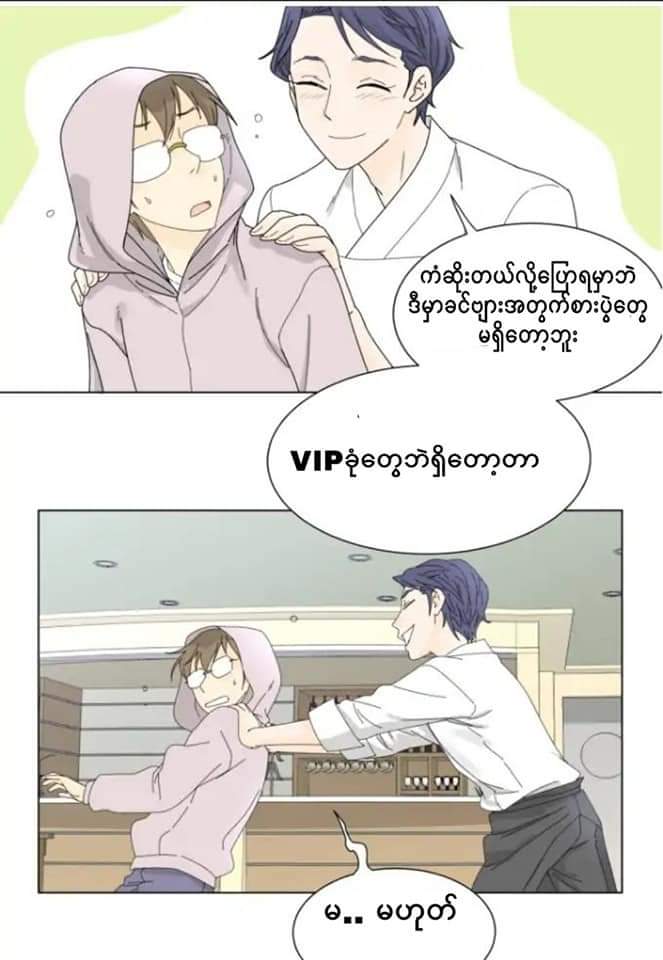 ကံဆိုးတယ်လို့ပြောရမှာဘဲ
ဒီမှာခင်ဗျားအတွက်စားပွဲတွေ
မရှိတော့ဘူး
VIPခုံတွေဘဲရှိတော့တာ
မ.. မဟုတ်